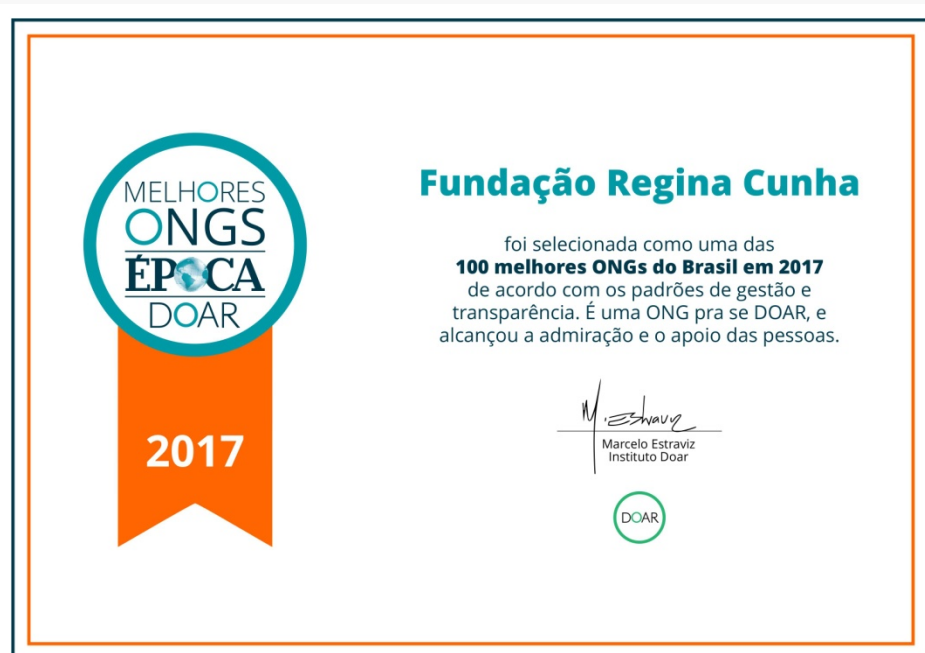 MELHORES
ONGS
ÉPOCA
DOAR
2017
Fundação Regina Cunha
foi selecionada como uma das
100 melhores ONGs do Brasil em 2017
de acordo com os padrões de gestão e
transparência. É uma ONG pra se DOAR, e
alcançou a admiração e o apoio das pessoas.
M. Estraviz
Marcelo Estraviz
Instituto Doar
DOAR